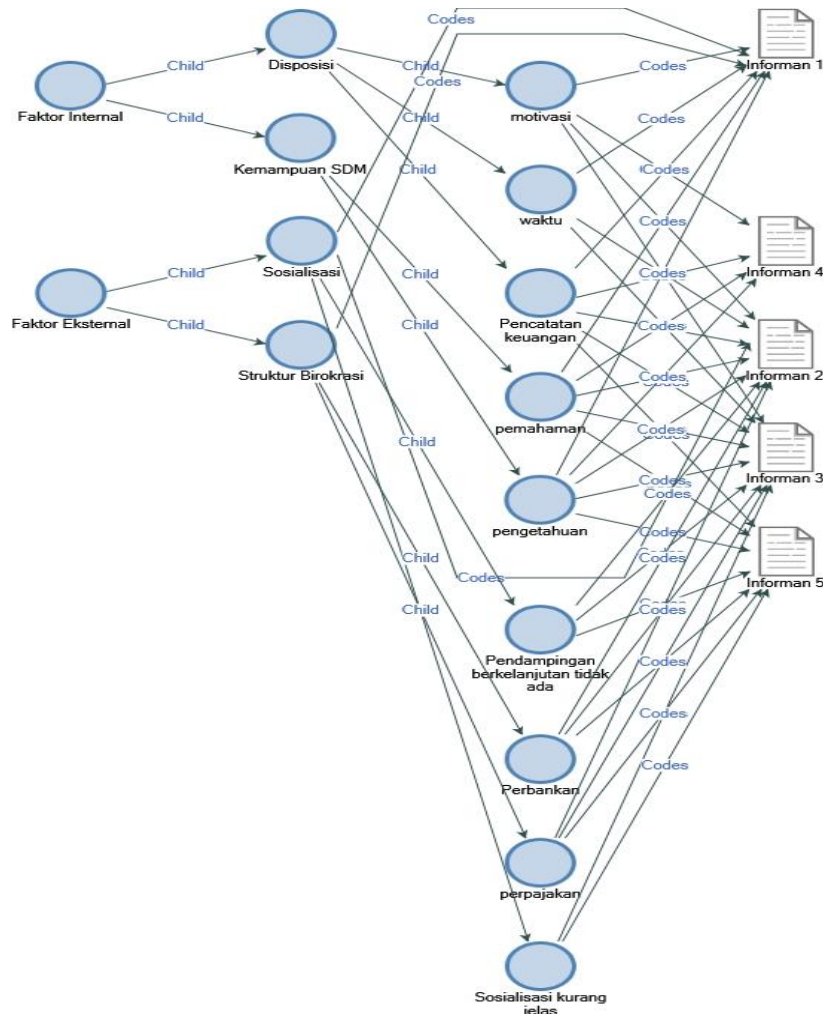 Codes
Informan 1
Child
Disposisi
Child
Codes
Codes
Faktor Internal
motivasi
Child
Child
Codes
Kemampuan SDM
Child
Codes
waktu
Codes
Informan 4
Child
Sosialisasi
Child
Codes
Faktor Eksternal
Pencatatan
keuangan
Child
Child
Codes
Struktur Birokrasi
Informan 2
Codes
pemahaman
Codes
Codes
Child
Informan 3
Codes
Codes
pengetahuan
Codes
Child
Codes
Codes
Informan 5
Child
Codes
Pendampingan
berkelanjutan tidak
ada
Codes
Codes
Codes
Perbankan
perpajakan
Sosialisasi kurang
jelas